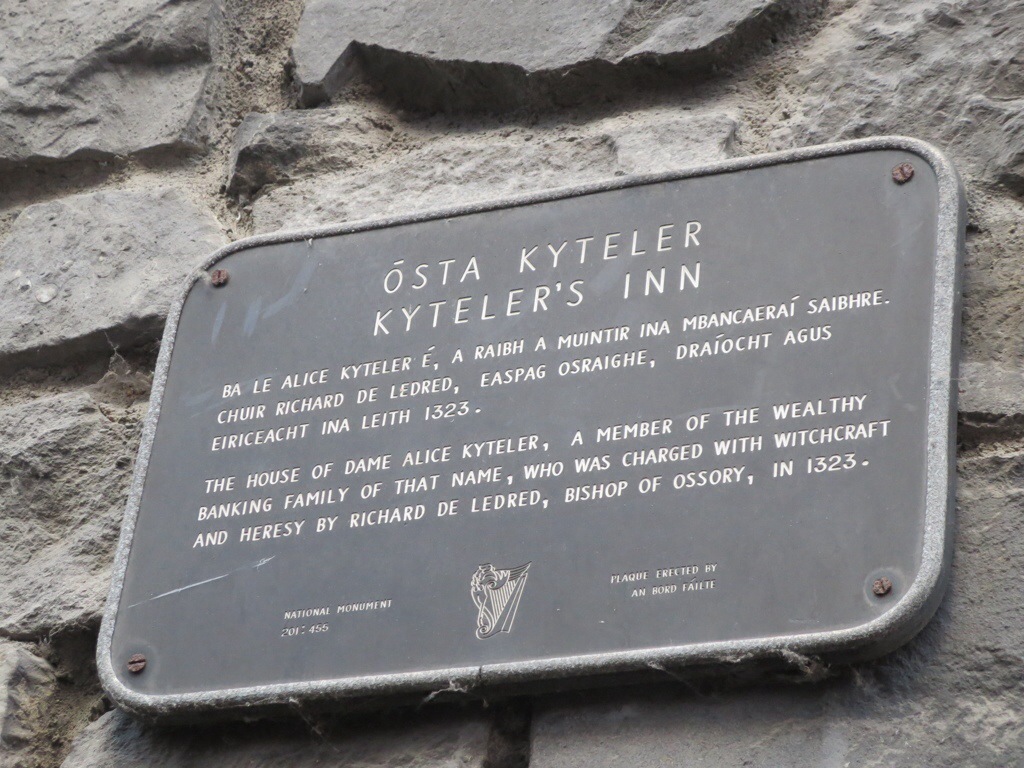 ÓSTA KYTELER
KYTELER'S INN
BA LE ALICE KYTELER É, A RAIBH A MUINTIR INA MBANCAERAÍ SAIBHRE.
CHUIR RICHARD DE LEDRED, EASPAG OSRAIGHE, DRAÍOCHT AGUS
EIRICEACHT INA LEITH 1323.
THE HOUSE OF DAME ALICE KYTELER, A MEMBER OF THE WEALTHY
BANKING FAMILY OF THAT NAME, WHO WAS CHARGED WITH WITCHCRAFT
AND HERESY BY RICHARD DE LEDRED, BISHOP OF OSSORY, IN 1323.
NATIONAL MONUMENT
201:455
PLAQUE ERECTED BY
AN BORD FÁILTE